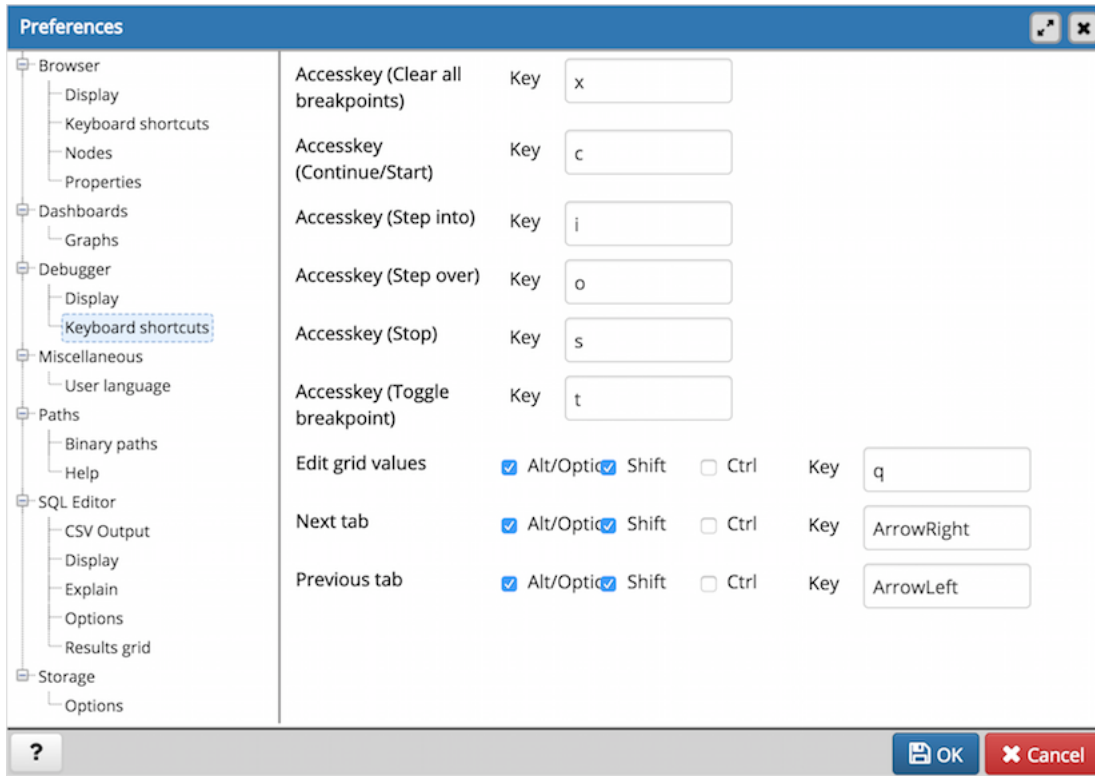 Preferences
Browser
Display
Keyboard shortcuts
Nodes
Properties
Dashboards
Graphs
Debugger
Display
Keyboard shortcuts
Miscellaneous
User language
Paths
Binary paths
Help
SQL Editor
CSV Output
Display
Explain
Options
Results grid
Storage
Options
Accesskey (Clear all
breakpoints)
Key x
Accesskey
(Continue/Start)
Key c
Accesskey (Step into) Key i
Accesskey (Step over) Key o
Accesskey (Stop) Key s
Accesskey (Toggle
breakpoint)
Key t
Edit grid values Alt/Optio Shift Ctrl Key q
Next tab Alt/Optio Shift Ctrl Key ArrowRight
Previous tab Alt/Optio Shift Ctrl Key ArrowLeft
? OK Cancel